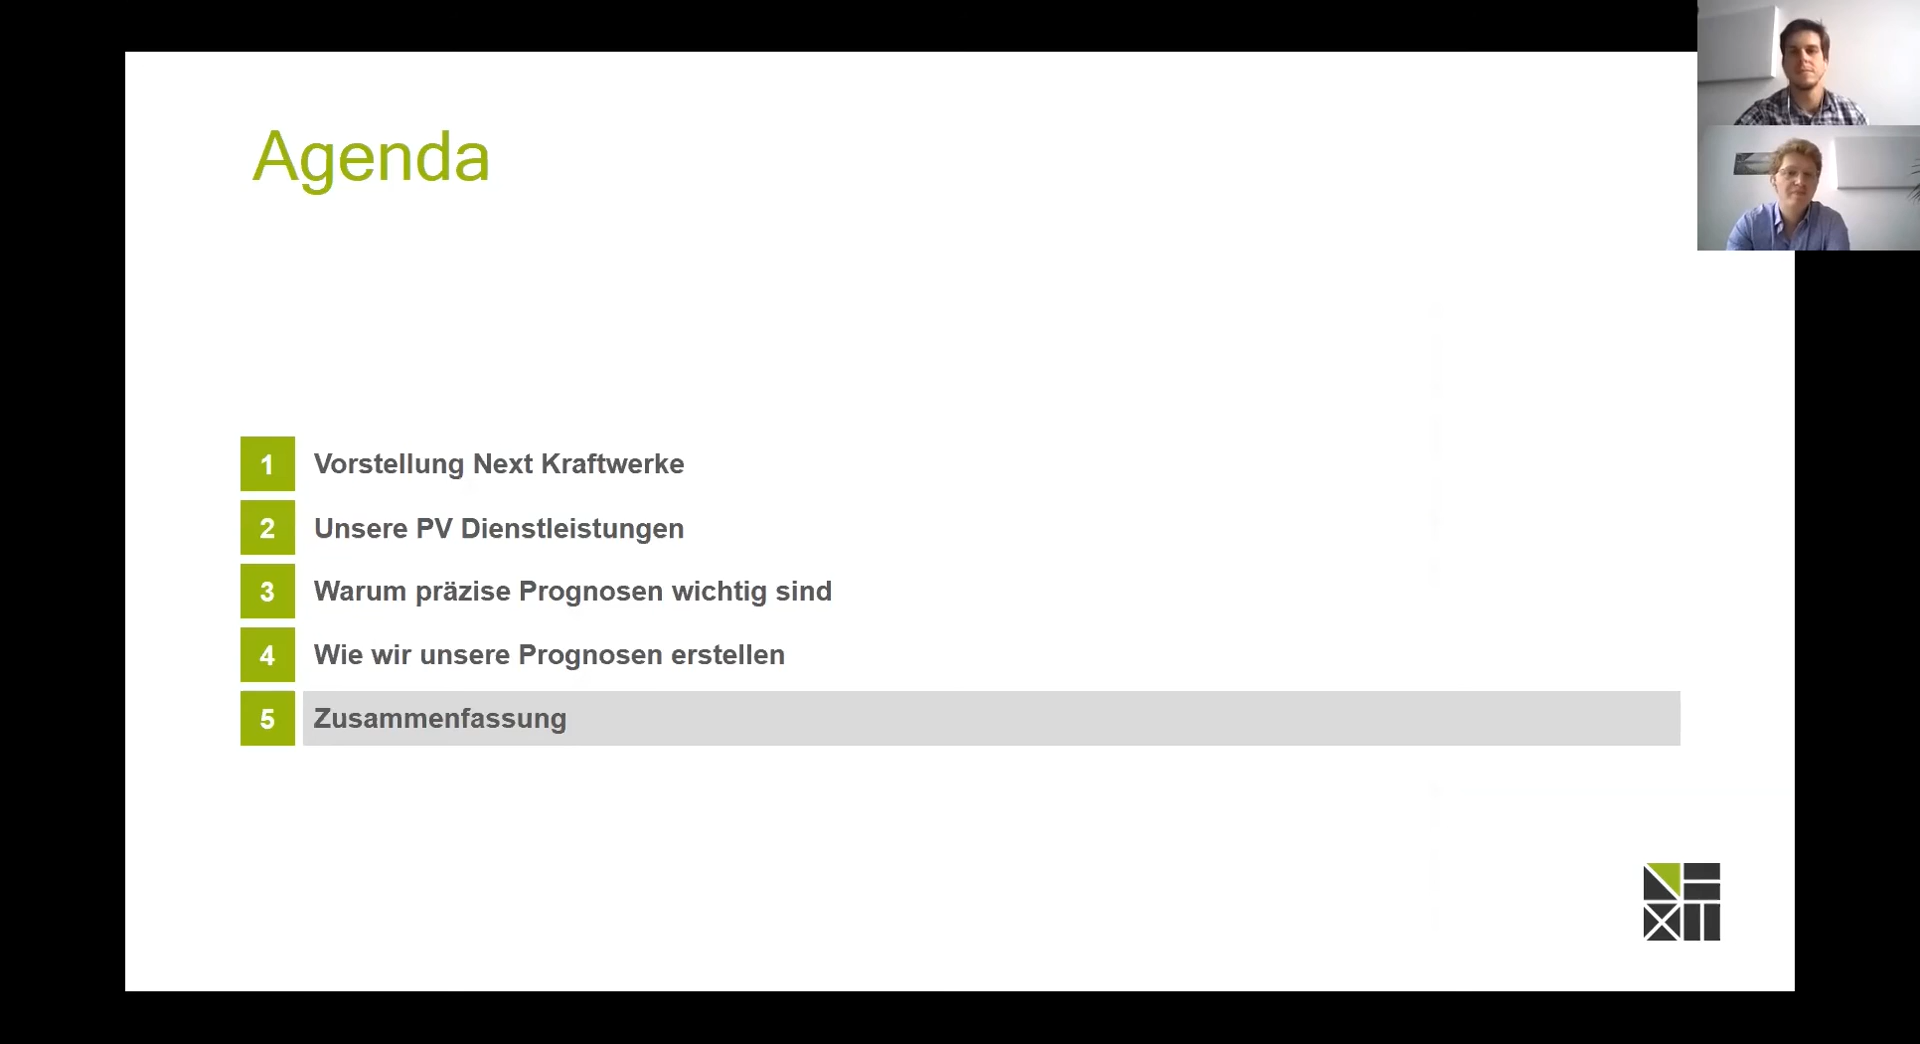 Agenda
1 Vorstellung Next Kraftwerke
2 Unsere PV Dienstleistungen
3 Warum präzise Prognosen wichtig sind
4 Wie wir unsere Prognosen erstellen
5 Zusammenfassung
NEXT